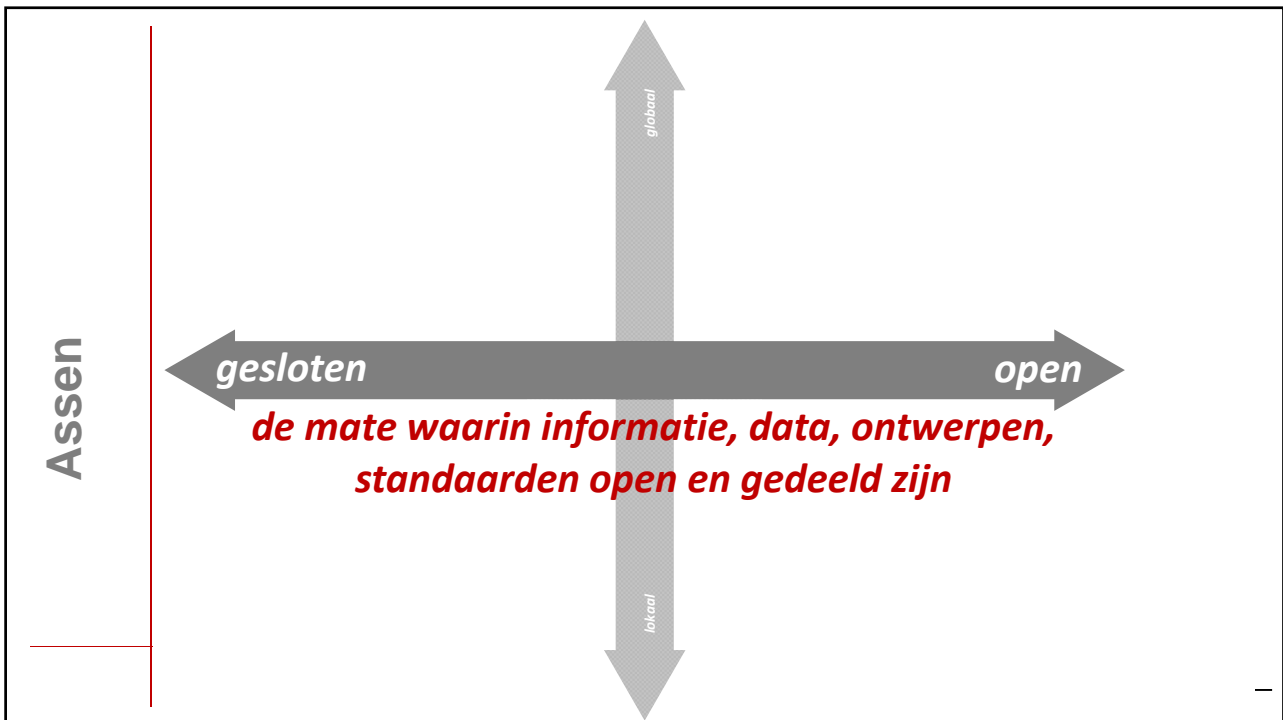 Assen
globaal
gesloten
open
de mate waarin informatie, data, ontwerpen,
standaarden open en gedeeld zijn
lokaal